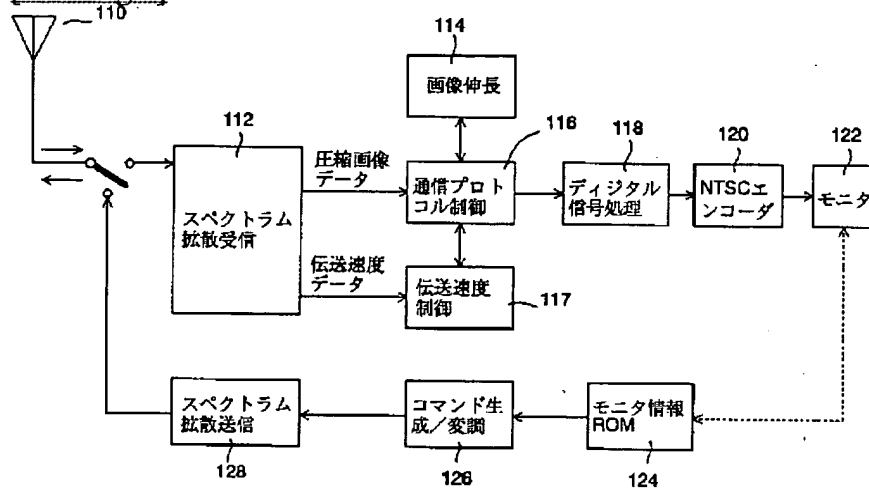 110
114
画像伸長
112
116
118
120
122
圧縮画像
データ
通信プロト
コル制御
ディジタル
信号処理
NTSCエ
ンコーダ
モニタ
スペクトラム
拡散受信
伝送速度
データ
伝送速度
制御
117
スペクトラム
拡散送信
コマンド生
成/変調
モニタ情報
ROM
128
126
124